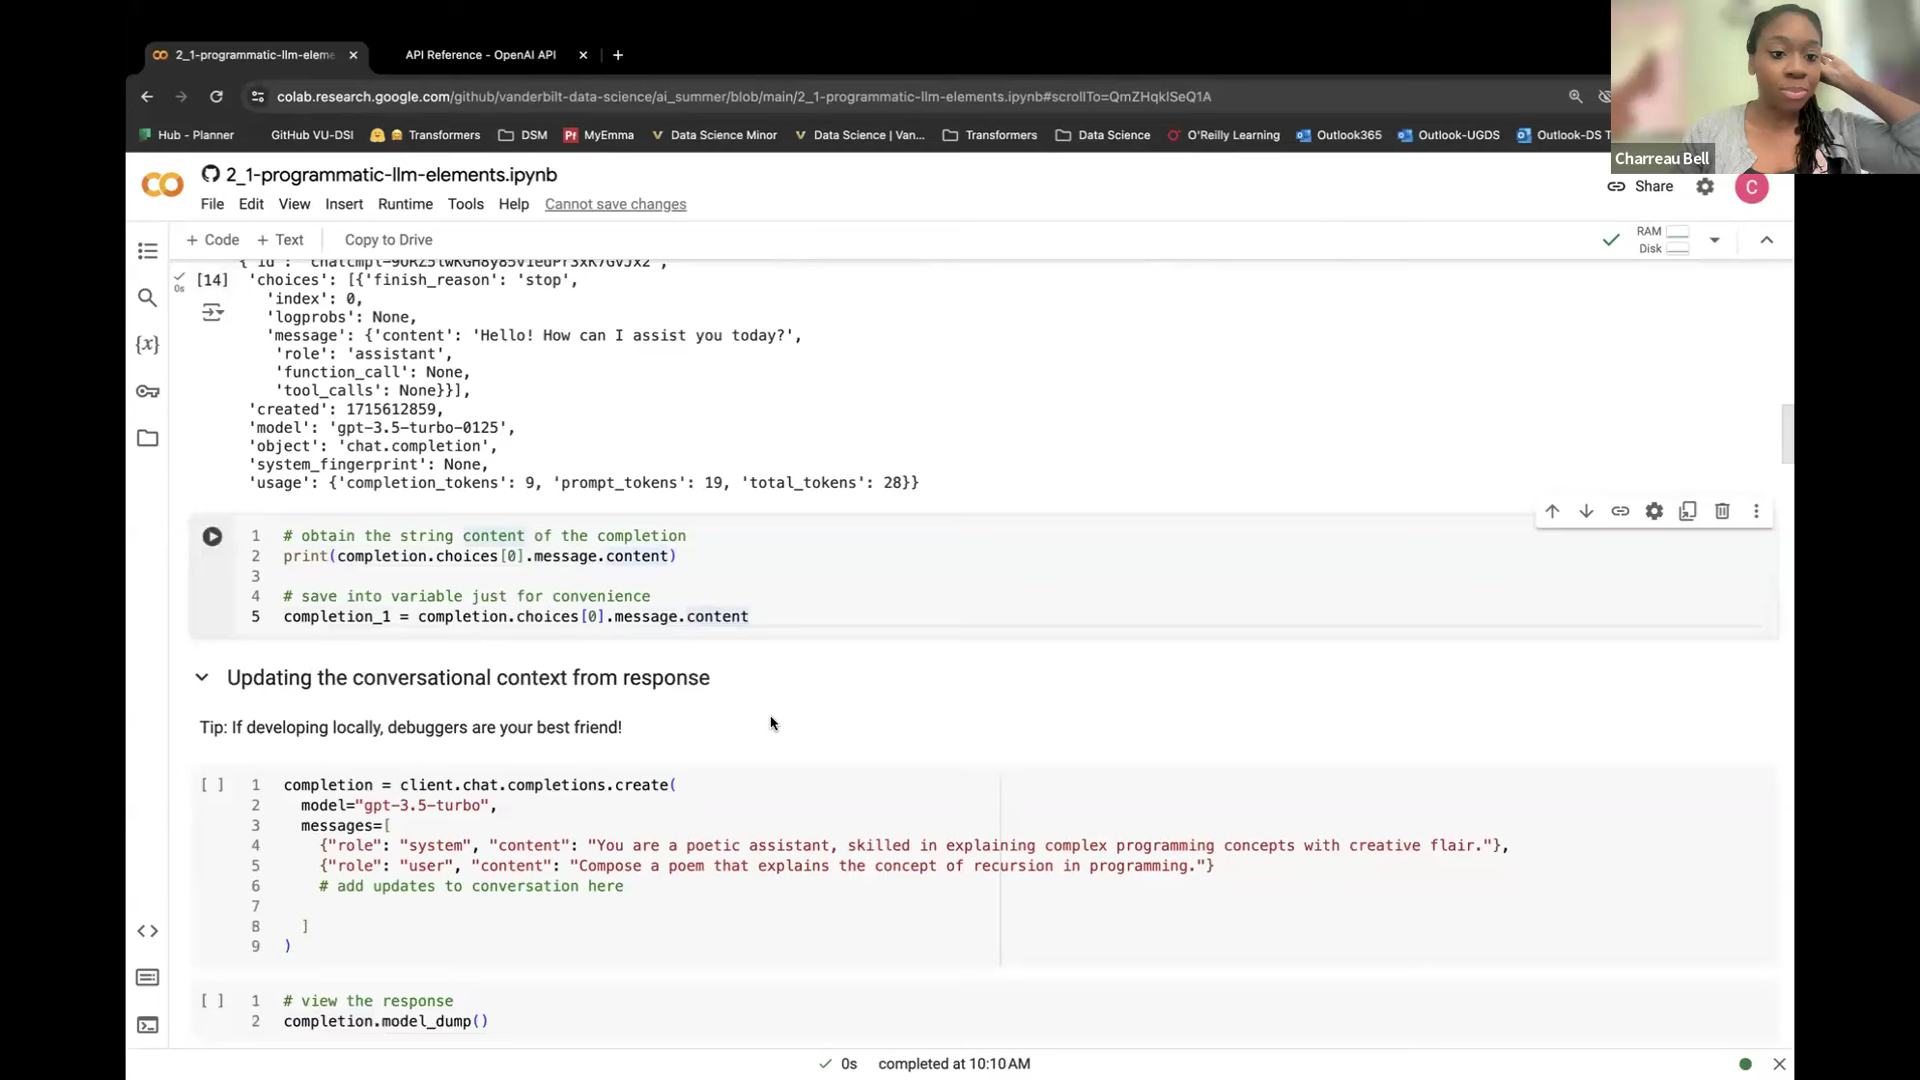 2_1-programmatic-llm-eleme
API Reference - OpenAI API
colab.research.google.com/github/vanderbilt-data-science/ai_summer/blob/main/2_1-programmatic-llm-elements.ipynb#scrollTo=QmZHqkISeQ1A
Hub - Planner
GitHub VU-DSI
Transformers
DSM
Pf MyEmma
Data Science Minor
Data Science | Van...
Transformers
Data Science
O'Reilly Learning
Outlook365
Outlook-UGDS
Outlook-DS T
Charreau Bell
2_1-programmatic-llm-elements.ipynb
Share
C
File Edit View Insert Runtime Tools Help Cannot save changes
+ Code + Text Copy to Drive
RAM
Disk
0s
[14]
'choices': [{'finish_reason': 'stop',
'index': 0,
'logprobs': None,
'message': {'content': 'Hello! How can I assist you today?',
'role': 'assistant',
'function_call': None,
'tool_calls': None}}],
'created': 1715612859,
'model': 'gpt-3.5-turbo-0125',
'object': 'chat.completion',
'system_fingerprint': None,
'usage': {'completion_tokens': 9, 'prompt_tokens': 19, 'total_tokens': 28}}
1 # obtain the string content of the completion
2 print(completion.choices[0].message.content)
3
4 # save into variable just for convenience
5 completion_1 = completion.choices[0].message.content
Updating the conversational context from response
Tip: If developing locally, debuggers are your best friend!
[ ] 1 completion = client.chat.completions.create(
2 model="gpt-3.5-turbo",
3 messages=[
4 {"role": "system", "content": "You are a poetic assistant, skilled in explaining complex programming concepts with creative flair."},
5 {"role": "user", "content": "Compose a poem that explains the concept of recursion in programming."}
6 # add updates to conversation here
7
8 ]
9 )
[ ] 1 # view the response
2 completion.model_dump()
0s completed at 10:10 AM